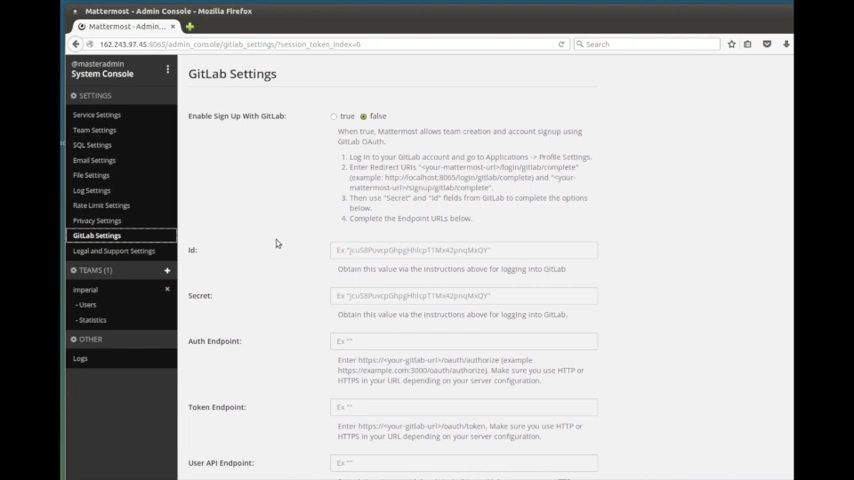 Mattermost - Admin Console - Mozilla Firefox
Mattermost - Admin...
162.243.97.45:8065/admin_console/gitlab_settings/?session_token_index=0
Search
@masteradmin
System Console
SETTINGS
Service Settings
Team Settings
SQL Settings
Email Settings
File Settings
Log Settings
Rate Limit Settings
Privacy Settings
GitLab Settings
Legal and Support Settings
TEAMS (1)
imperial
- Users
- Statistics
OTHER
Logs
GitLab Settings
Enable Sign Up With GitLab:
true false
When true, Mattermost allows team creation and account signup using
GitLab OAuth.
1. Log in to your GitLab account and go to Applications -> Profile Settings.
2. Enter Redirect URIs "<your-mattermost-url>/login/gitlab/complete"
(example: http://localhost:8065/login/gitlab/complete) and "<your-
mattermost-url>/signup/gitlab/complete".
3. Then use "Secret" and "Id" fields from GitLab to complete the options
below.
4. Complete the Endpoint URLs below.
Id:
Ex "jcuS8PuvcpGhpgHhlcpT1Mx42pnqMxQY"
Obtain this value via the instructions above for logging into GitLab
Secret:
Ex "jcuS8PuvcpGhpgHhlcpT1Mx42pnqMxQY"
Obtain this value via the instructions above for logging into GitLab.
Auth Endpoint:
Ex ""
Enter https://<your-gitlab-url>/oauth/authorize (example
https://example.com:3000/oauth/authorize). Make sure you use HTTP or
HTTPS in your URL depending on your server configuration.
Token Endpoint:
Ex ""
Enter https://<your-gitlab-url>/oauth/token. Make sure you use HTTP or
HTTPS in your URL depending on your server configuration.
User API Endpoint:
Ex ""